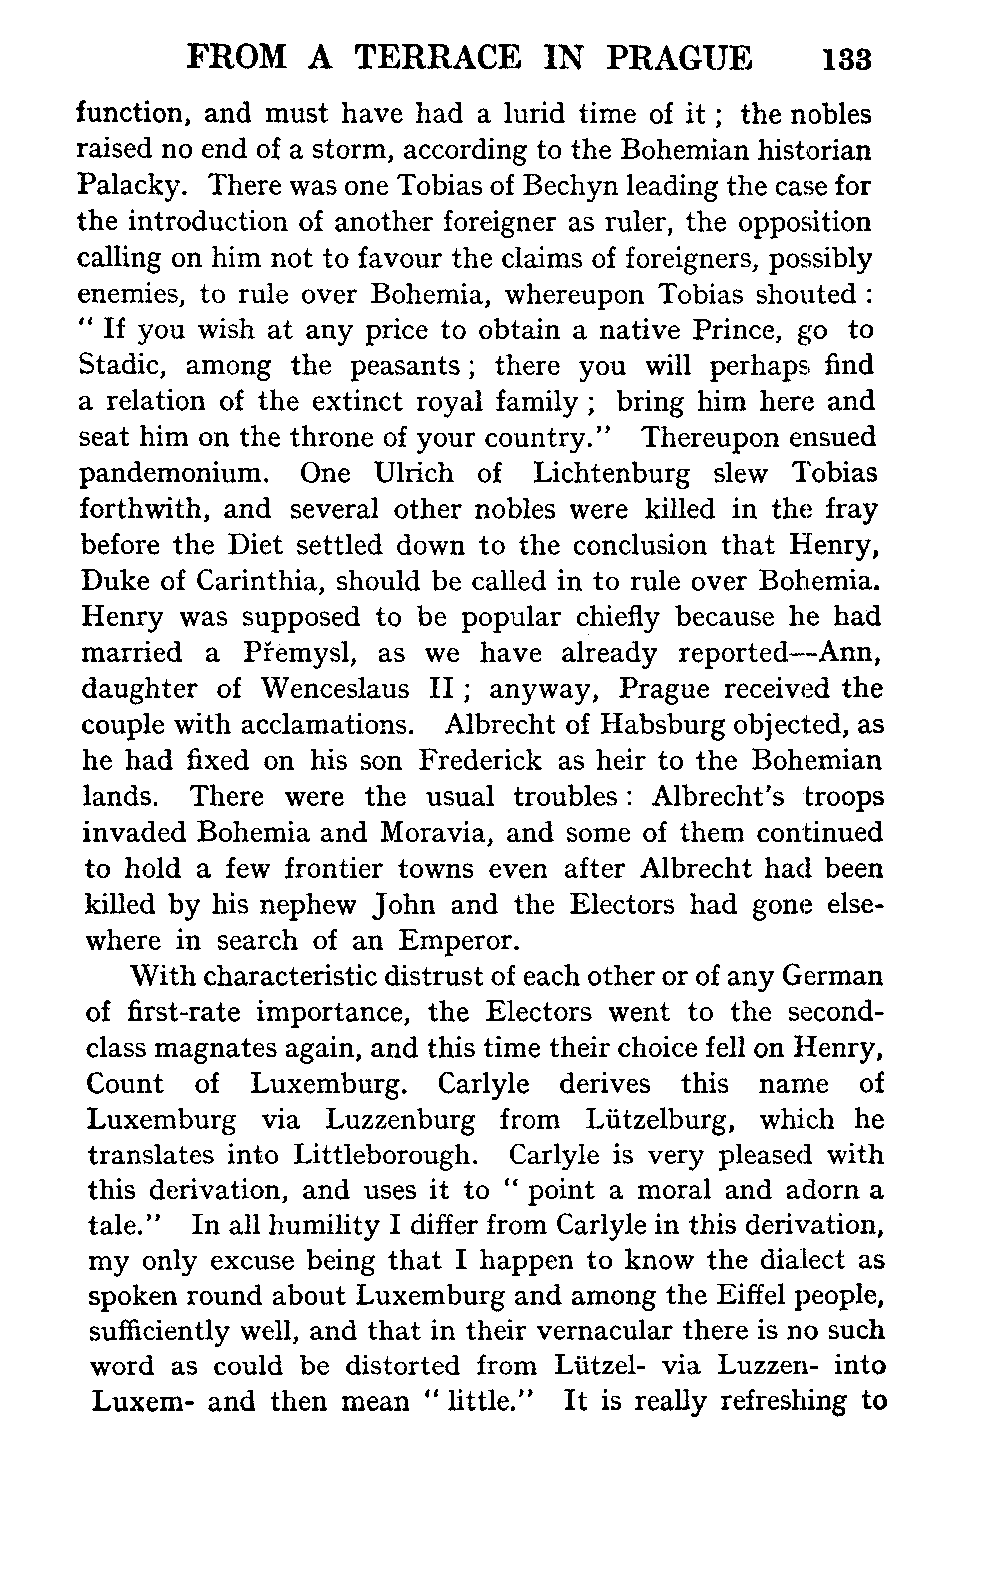 FROM A TERRACE IN PRAGUE 133
function, and must have had a lurid time of it ; the nobles
raised no end of a storm, according to the Bohemian historian
Palacky. There was one Tobias of Bechyn leading the case for
the introduction of another foreigner as ruler, the opposition
calling on him not to favour the claims of foreigners, possibly
enemies, to rule over Bohemia, whereupon Tobias shouted :
" If you wish at any price to obtain a native Prince, go to
Stadic, among the peasants ; there you will perhaps find
a relation of the extinct royal family ; bring him here and
seat him on the throne of your country." Thereupon ensued
pandemonium. One Ulrich of Lichtenburg slew Tobias
forthwith, and several other nobles were killed in the fray
before the Diet settled down to the conclusion that Henry,
Duke of Carinthia, should be called in to rule over Bohemia.
Henry was supposed to be popular chiefly because he had
married a Přemysl, as we have already reported—Ann,
daughter of Wenceslaus II ; anyway, Prague received the
couple with acclamations. Albrecht of Habsburg objected, as
he had fixed on his son Frederick as heir to the Bohemian
lands. There were the usual troubles : Albrecht's troops
invaded Bohemia and Moravia, and some of them continued
to hold a few frontier towns even after Albrecht had been
killed by his nephew John and the Electors had gone else-
where in search of an Emperor.
With characteristic distrust of each other or of any German
of first-rate importance, the Electors went to the second-
class magnates again, and this time their choice fell on Henry,
Count of Luxemburg. Carlyle derives this name of
Luxemburg via Luzzenburg from Lützelburg, which he
translates into Littleborough. Carlyle is very pleased with
this derivation, and uses it to " point a moral and adorn a
tale." In all humility I differ from Carlyle in this derivation,
my only excuse being that I happen to know the dialect as
spoken round about Luxemburg and among the Eiffel people,
sufficiently well, and that in their vernacular there is no such
word as could be distorted from Lützel- via Luzzen- into
Luxem- and then mean " little." It is really refreshing to